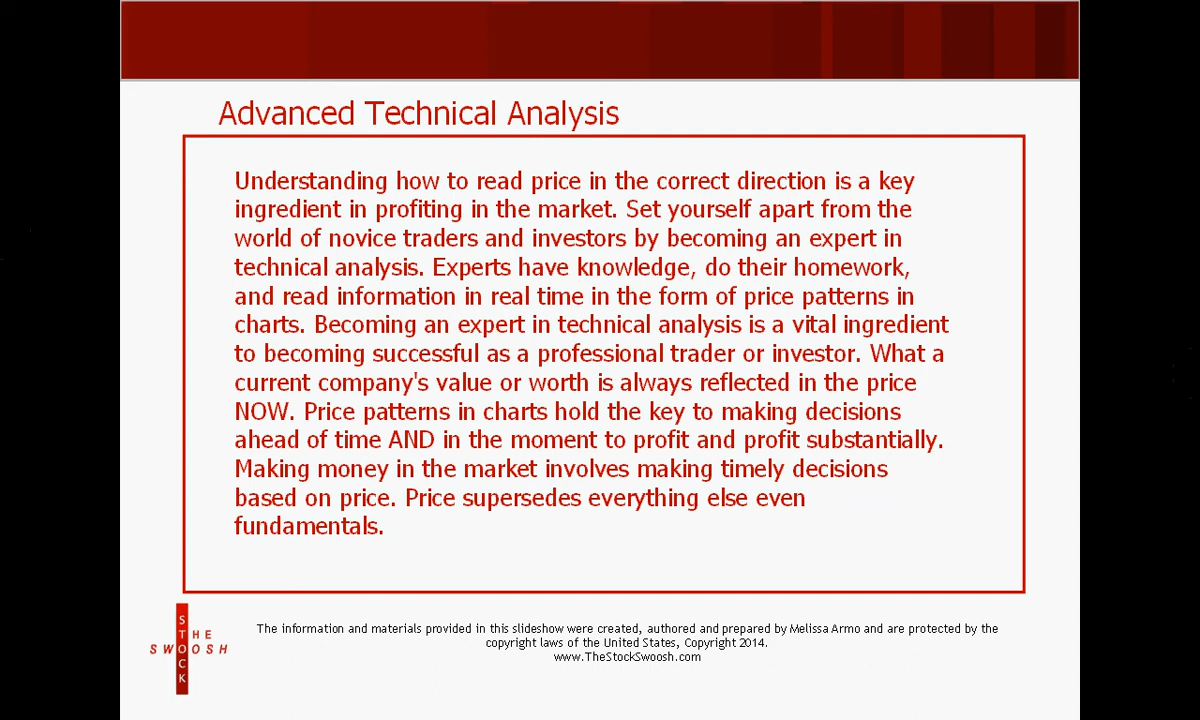 Advanced Technical Analysis
Understanding how to read price in the correct direction is a key
ingredient in profiting in the market. Set yourself apart from the
world of novice traders and investors by becoming an expert in
technical analysis. Experts have knowledge, do their homework,
and read information in real time in the form of price patterns in
charts. Becoming an expert in technical analysis is a vital ingredient
to becoming successful as a professional trader or investor. What a
current company's value or worth is always reflected in the price
NOW. Price patterns in charts hold the key to making decisions
ahead of time AND in the moment to profit and profit substantially.
Making money in the market involves making timely decisions
based on price. Price supersedes everything else even
fundamentals.
THE
STOCK
SWOOSH
The information and materials provided in this slideshow were created, authored and prepared by Melissa Armo and are protected by the
copyright laws of the United States, Copyright 2014.
www.TheStockSwoosh.com